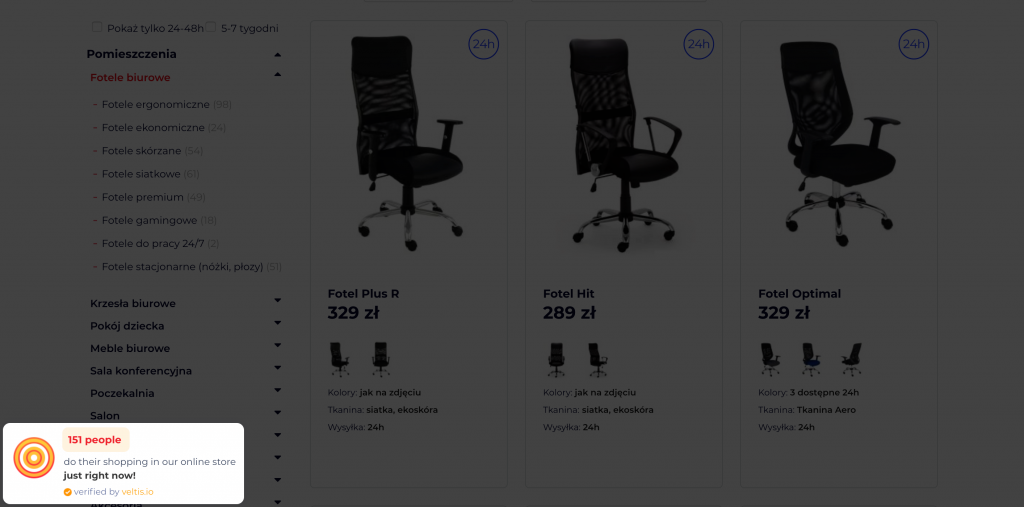 Pokaż tylko 24-48h
5-7 tygodni
Pomieszczenia
Fotele biurowe
- Fotele ergonomiczne (98)
- Fotele ekonomiczne (24)
- Fotele skórzane (54)
- Fotele siatkowe (61)
- Fotele premium (49)
- Fotele gamingowe (18)
- Fotele do pracy 24/7 (2)
- Fotele stacjonarne (nóżki, płozy) (51)
Krzesła biurowe
Pokój dziecka
Meble biurowe
Sala konferencyjna
Poczekalnia
Salon
Akcesoria
24h
Fotel Plus R
329 zł
Kolory: jak na zdjęciu
Tkanina: siatka, ekoskóra
Wysyłka: 24h
24h
Fotel Hit
289 zł
Kolory: jak na zdjęciu
Tkanina: siatka, ekoskóra
Wysyłka: 24h
24h
Fotel Optimal
329 zł
Kolory: 3 dostępne 24h
Tkanina: Tkanina Aero
Wysyłka: 24h
151 people
do their shopping in our online store
just right now!
verified by veltis.io